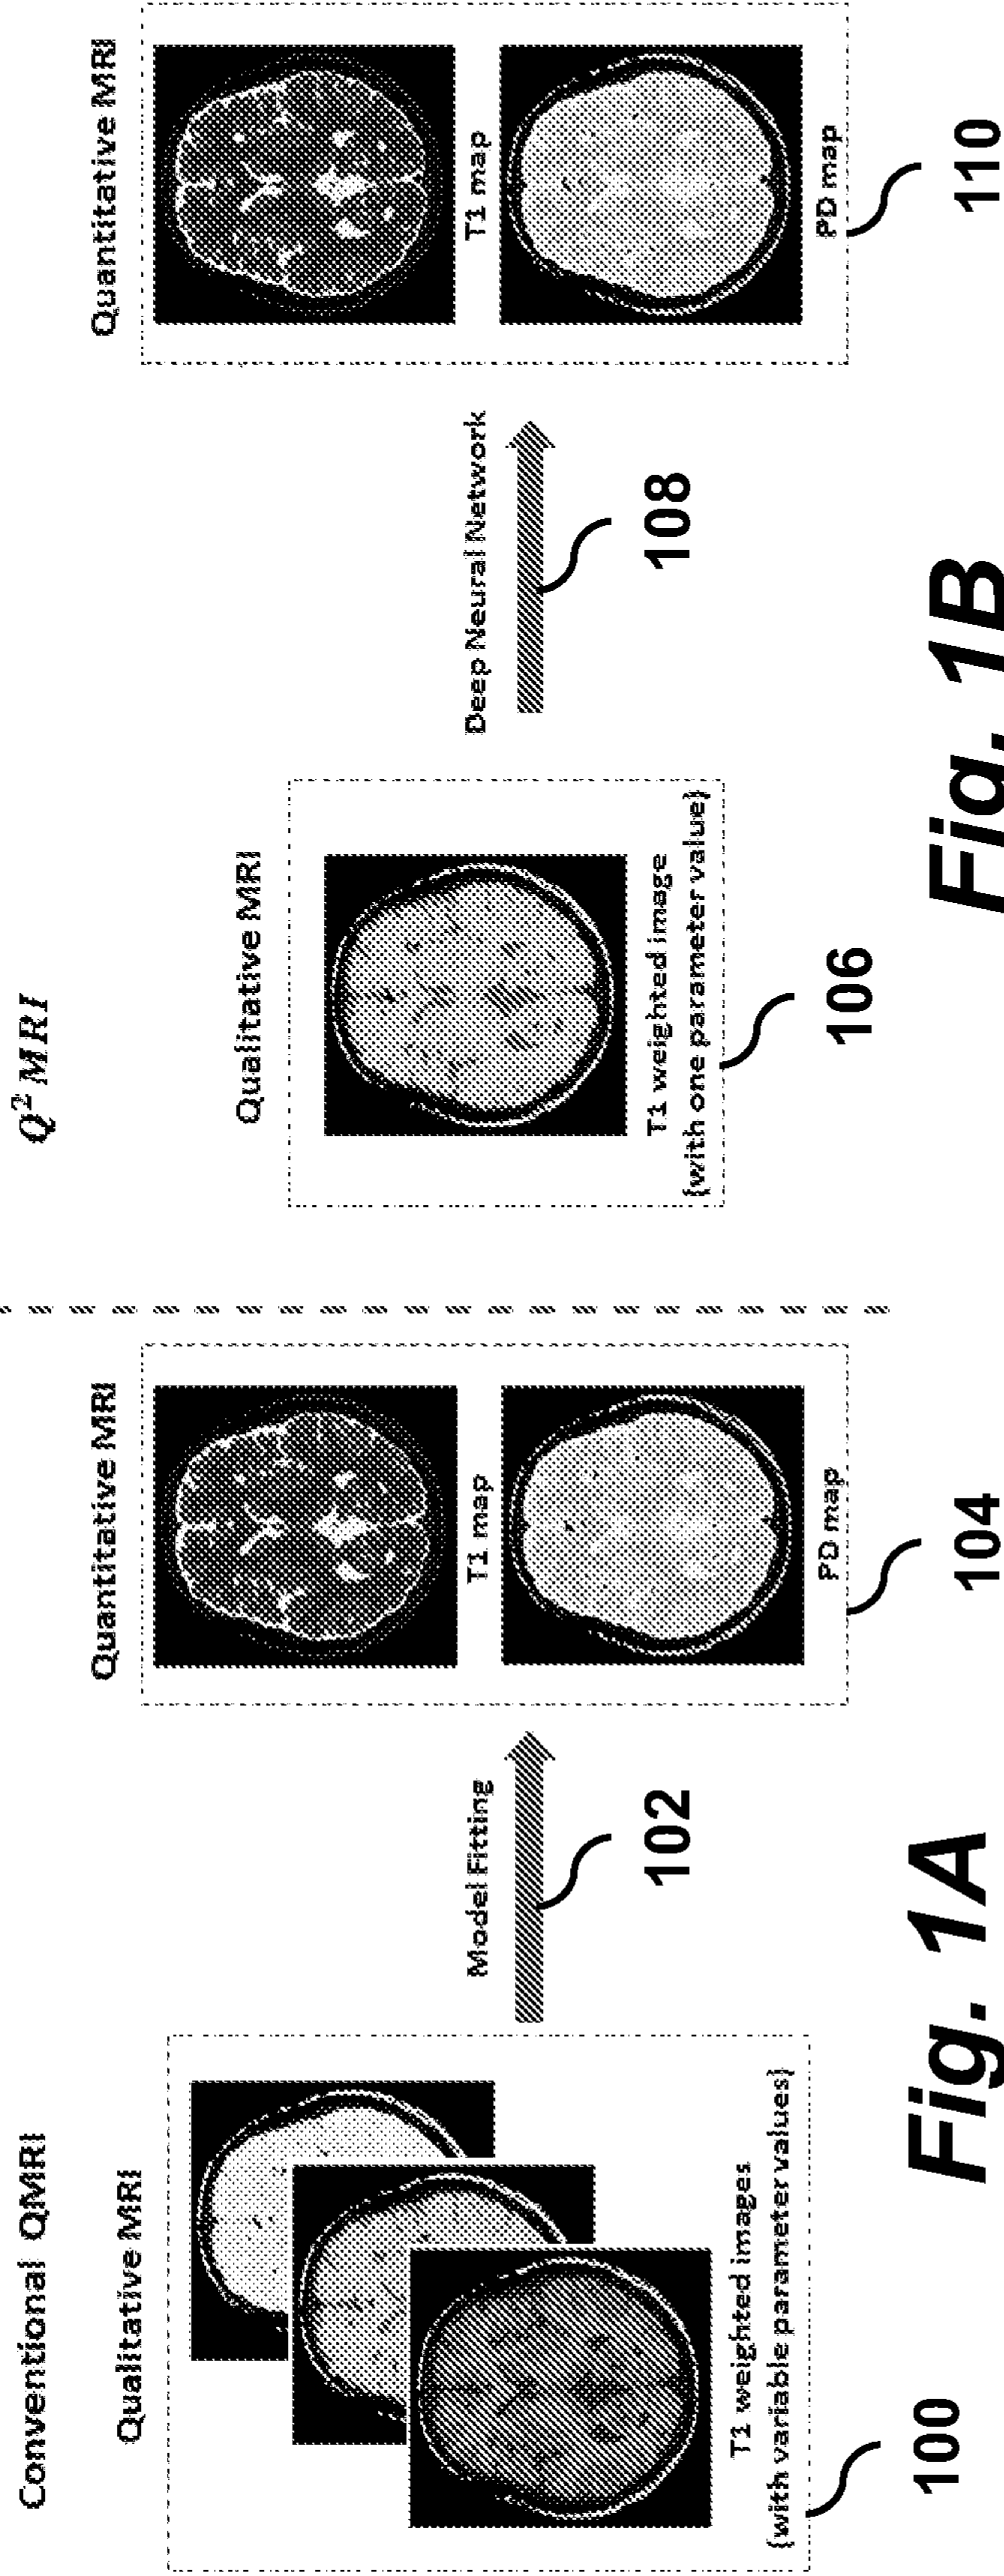 Conventional QMRI
Qualitative MRI
T1 weighted images
(with variable parameter values)
100
Model Fitting
102
Quantitative MRI
T1 map
PD map
104
Fig. 1A
Q² MRI
Qualitative MRI
T1 weighted image
(with one parameter value)
106
Deep Neural Network
108
Quantitative MRI
T1 map
PD map
110
Fig. 1B